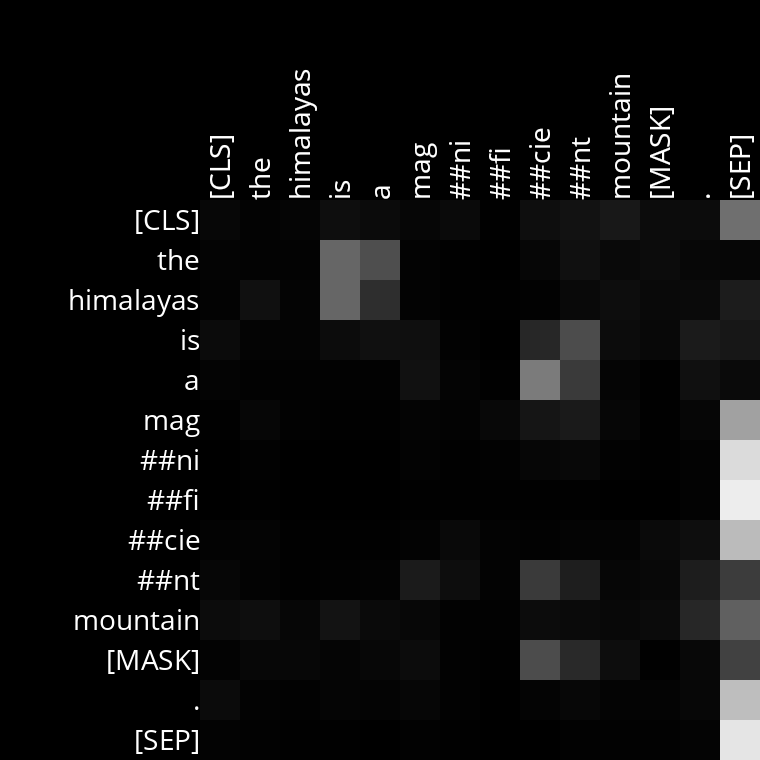 [CLS] the himalayas is a mag ##ni ##fi ##cie ##nt mountain [MASK] . [SEP]
[CLS]
the
himalayas
is
a
mag
##ni
##fi
##cie
##nt
mountain
[MASK]
.
[SEP]